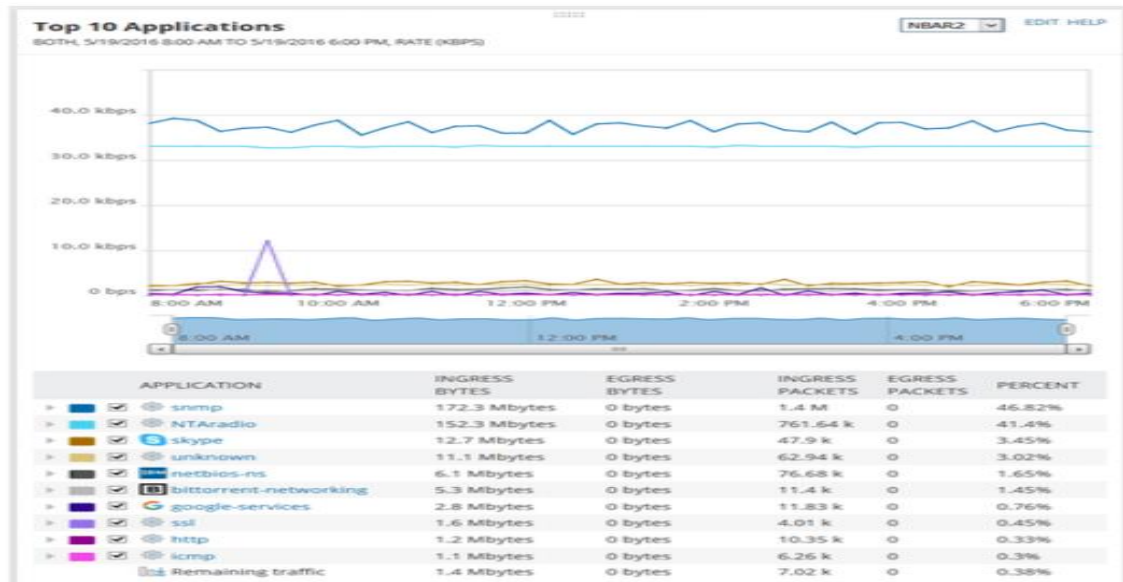 Top 10 Applications
NBAR2
EDIT HELP
BOTH, 5/19/2016 8:00 AM TO 5/19/2016 6:00 PM, RATE (KBPS)
40.0 kbps
30.0 kbps
20.0 kbps
10.0 kbps
0 bps
8:00 AM 10:00 AM 12:00 PM 2:00 PM 4:00 PM 6:00 PM
8:00 AM 12:00 PM 4:00 PM
APPLICATION INGRESS BYTES EGRESS BYTES INGRESS PACKETS EGRESS PACKETS PERCENT
snmp 172.3 Mbytes 0 bytes 1.4 M 0 46.82%
NTAradio 152.3 Mbytes 0 bytes 761.64 k 0 41.4%
skype 12.7 Mbytes 0 bytes 47.9 k 0 3.45%
unknown 11.1 Mbytes 0 bytes 62.94 k 0 3.02%
netbios-ns 6.1 Mbytes 0 bytes 76.68 k 0 1.65%
bittorrent-networking 5.3 Mbytes 0 bytes 11.4 k 0 1.45%
google-services 2.8 Mbytes 0 bytes 11.83 k 0 0.76%
ssl 1.6 Mbytes 0 bytes 4.01 k 0 0.45%
http 1.2 Mbytes 0 bytes 10.35 k 0 0.33%
icmp 1.1 Mbytes 0 bytes 6.26 k 0 0.3%
Remaining traffic 1.4 Mbytes 0 bytes 7.02 k 0 0.38%